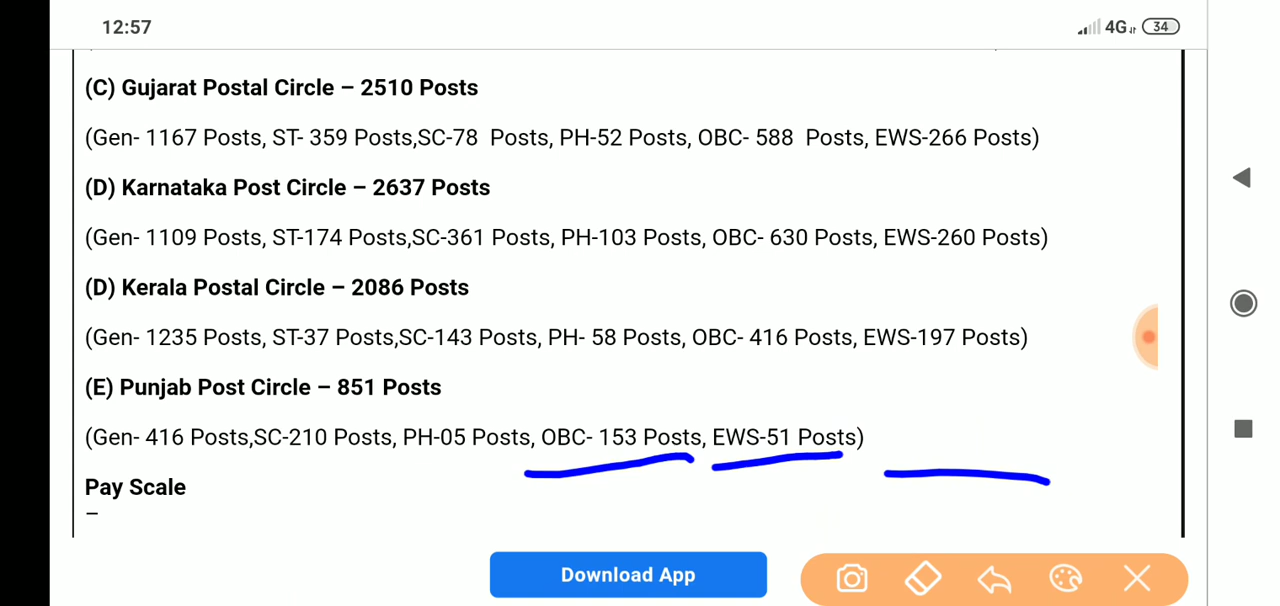 12:57
4G 34
(C) Gujarat Postal Circle – 2510 Posts
(Gen- 1167 Posts, ST- 359 Posts,SC-78  Posts, PH-52 Posts, OBC- 588  Posts, EWS-266 Posts)
(D) Karnataka Post Circle – 2637 Posts
(Gen- 1109 Posts, ST-174 Posts,SC-361 Posts, PH-103 Posts, OBC- 630 Posts, EWS-260 Posts)
(D) Kerala Postal Circle – 2086 Posts
(Gen- 1235 Posts, ST-37 Posts,SC-143 Posts, PH- 58 Posts, OBC- 416 Posts, EWS-197 Posts)
(E) Punjab Post Circle – 851 Posts
(Gen- 416 Posts,SC-210 Posts, PH-05 Posts, OBC- 153 Posts, EWS-51 Posts)
Pay Scale
–
Download App